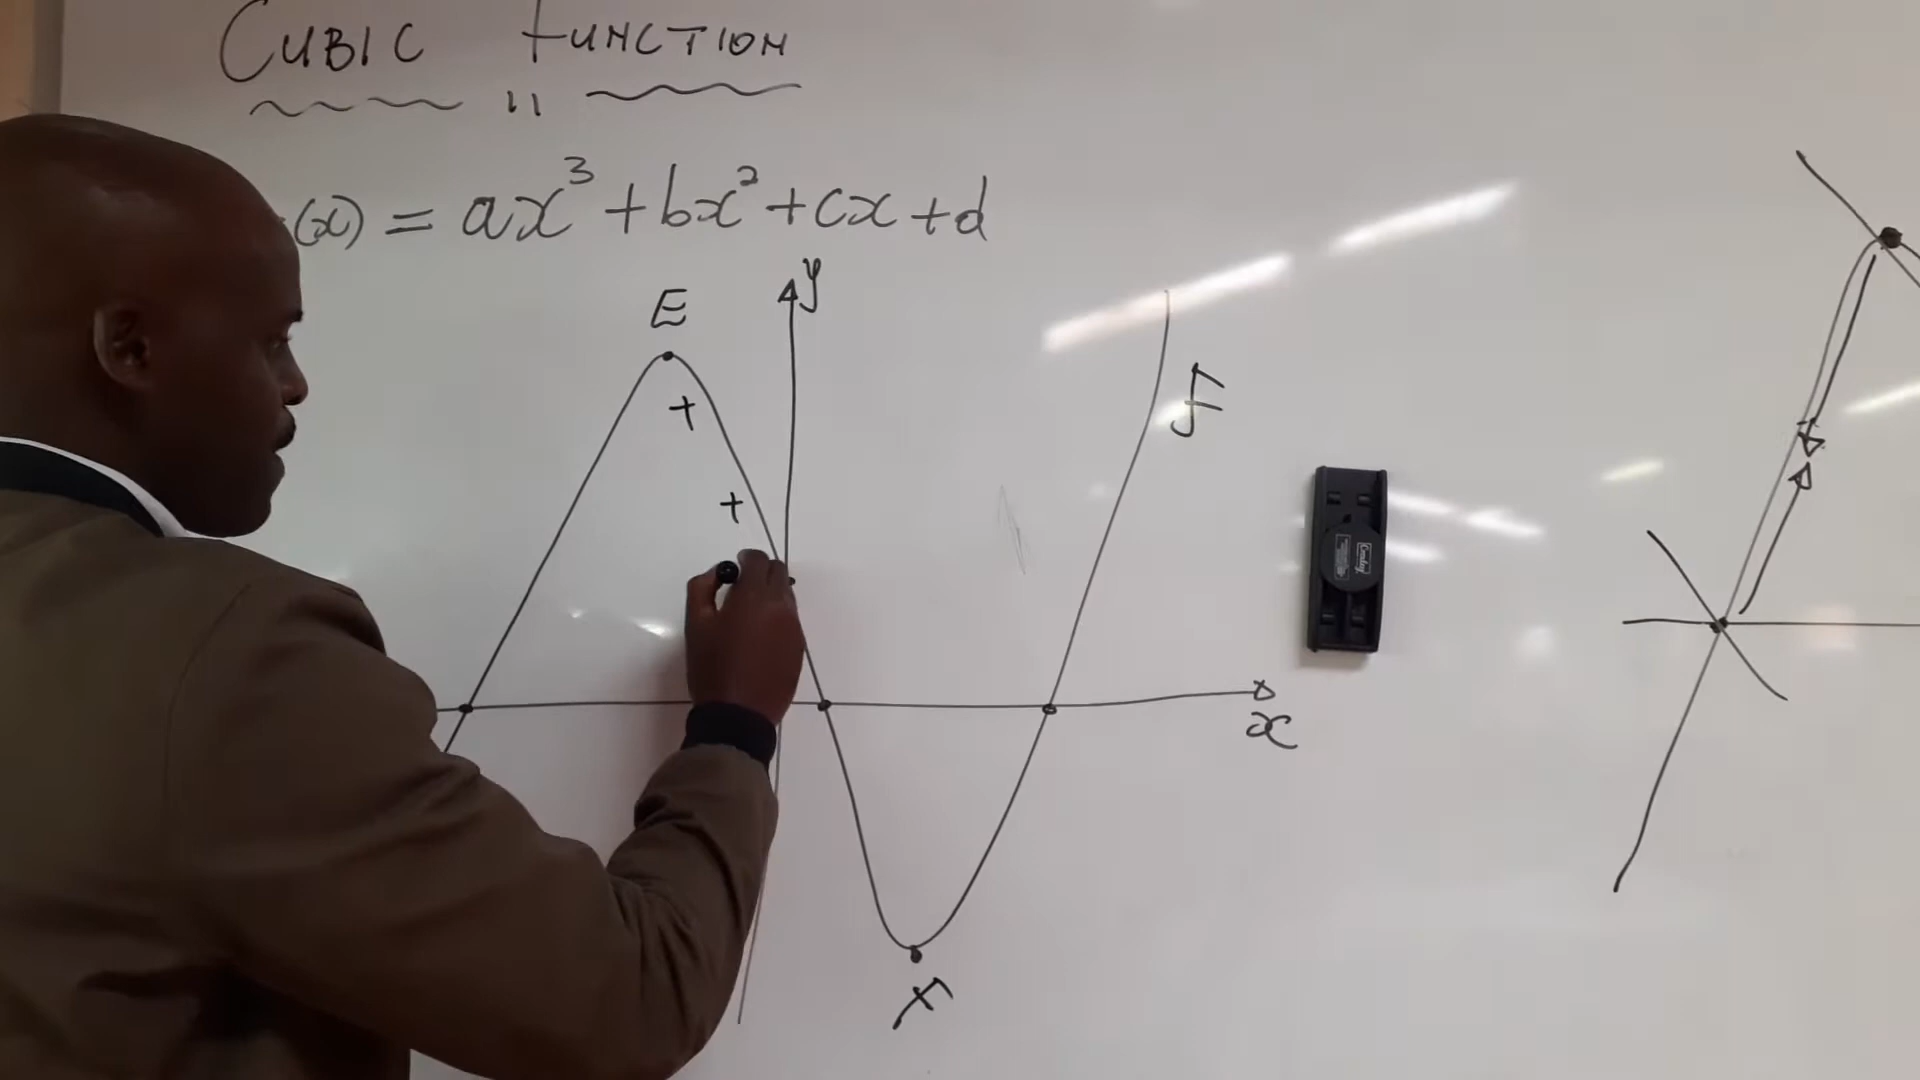 CUBIC FUNCTION
"
(x) = ax³ + bx² + cx + d
y
E
f
+
+
x
F